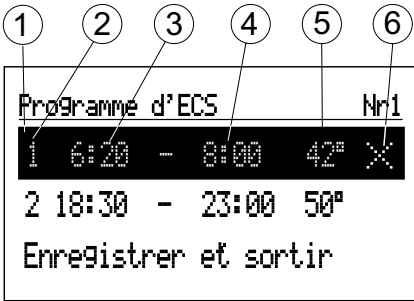 1 2 3 4 5 6
Programme d'ECS Nr1
1 6:20 - 8:00 42° X
2 18:30 - 23:00 50°
Enregistrer et sortir